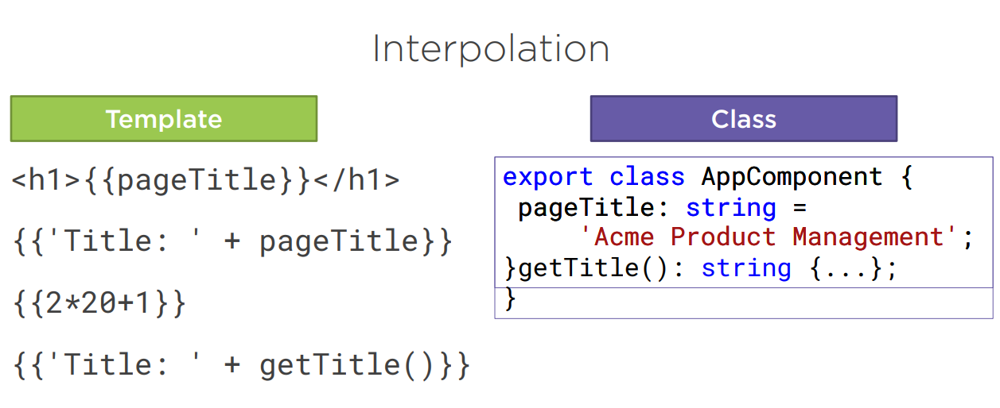 Interpolation
Template
<h1>{{pageTitle}}</h1>
{{'Title: ' + pageTitle}}
{{2*20+1}}
{{'Title: ' + getTitle()}}
Class
export class AppComponent {
 pageTitle: string =
     'Acme Product Management';
}getTitle(): string {...};
}